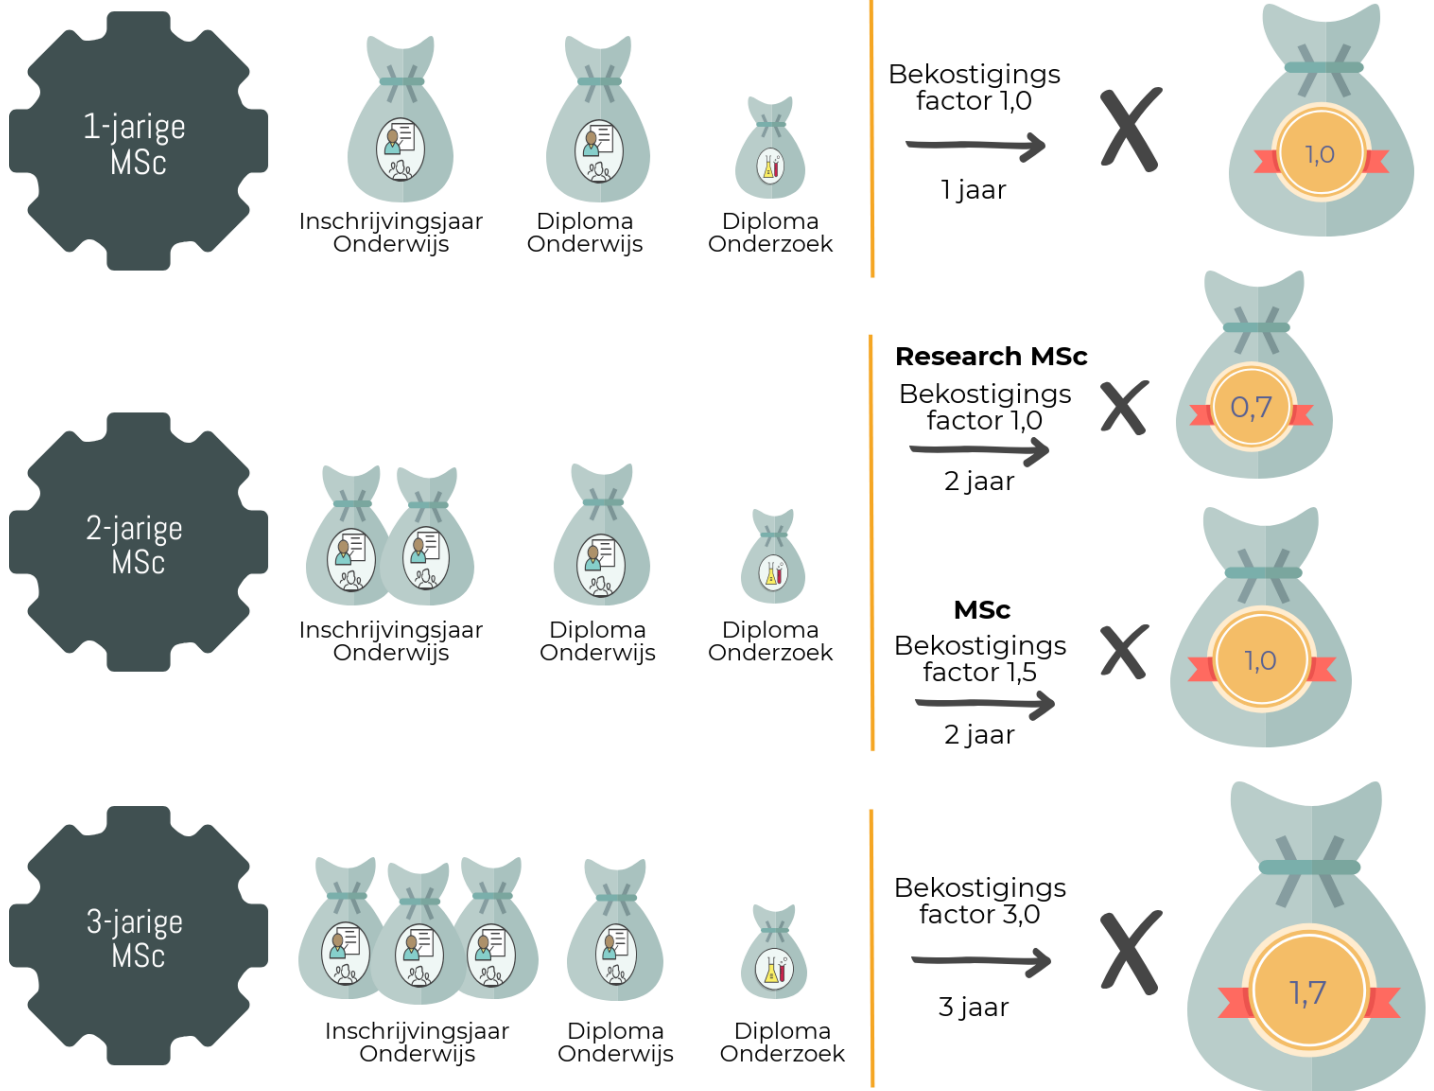 1-jarige
MSc
Inschrijvingsjaar
Onderwijs
Diploma
Onderwijs
Diploma
Onderzoek
Bekostigings
factor 1,0
1 jaar
1,0
2-jarige
MSc
Inschrijvingsjaar
Onderwijs
Diploma
Onderwijs
Diploma
Onderzoek
Research MSc
Bekostigings
factor 1,0
2 jaar
0,7
MSc
Bekostigings
factor 1,5
2 jaar
1,0
3-jarige
MSc
Inschrijvingsjaar
Onderwijs
Diploma
Onderwijs
Diploma
Onderzoek
Bekostigings
factor 3,0
3 jaar
1,7